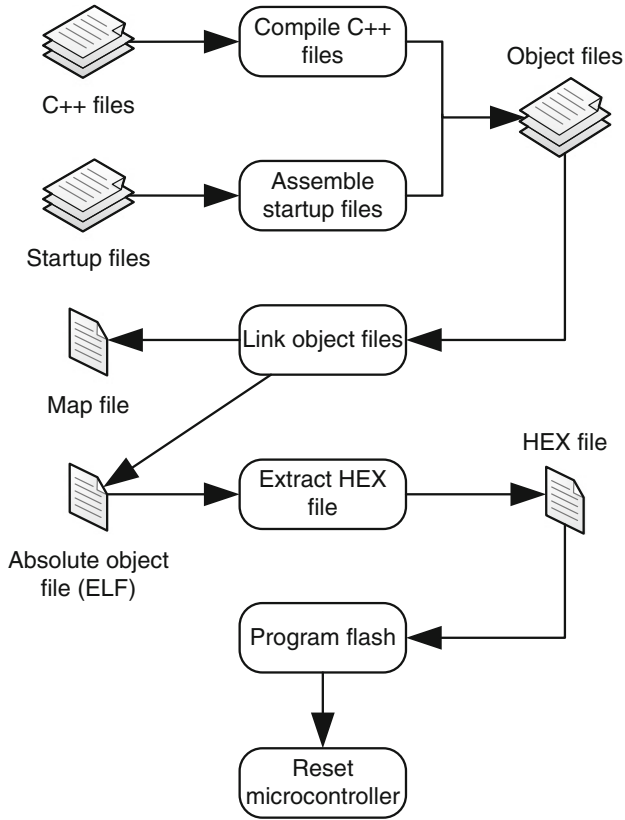 Compile C++
files
Object files
C++ files
Assemble
startup files
Startup files
Link object files
Map file
HEX file
Extract HEX
file
Absolute object
file (ELF)
Program flash
Reset
microcontroller